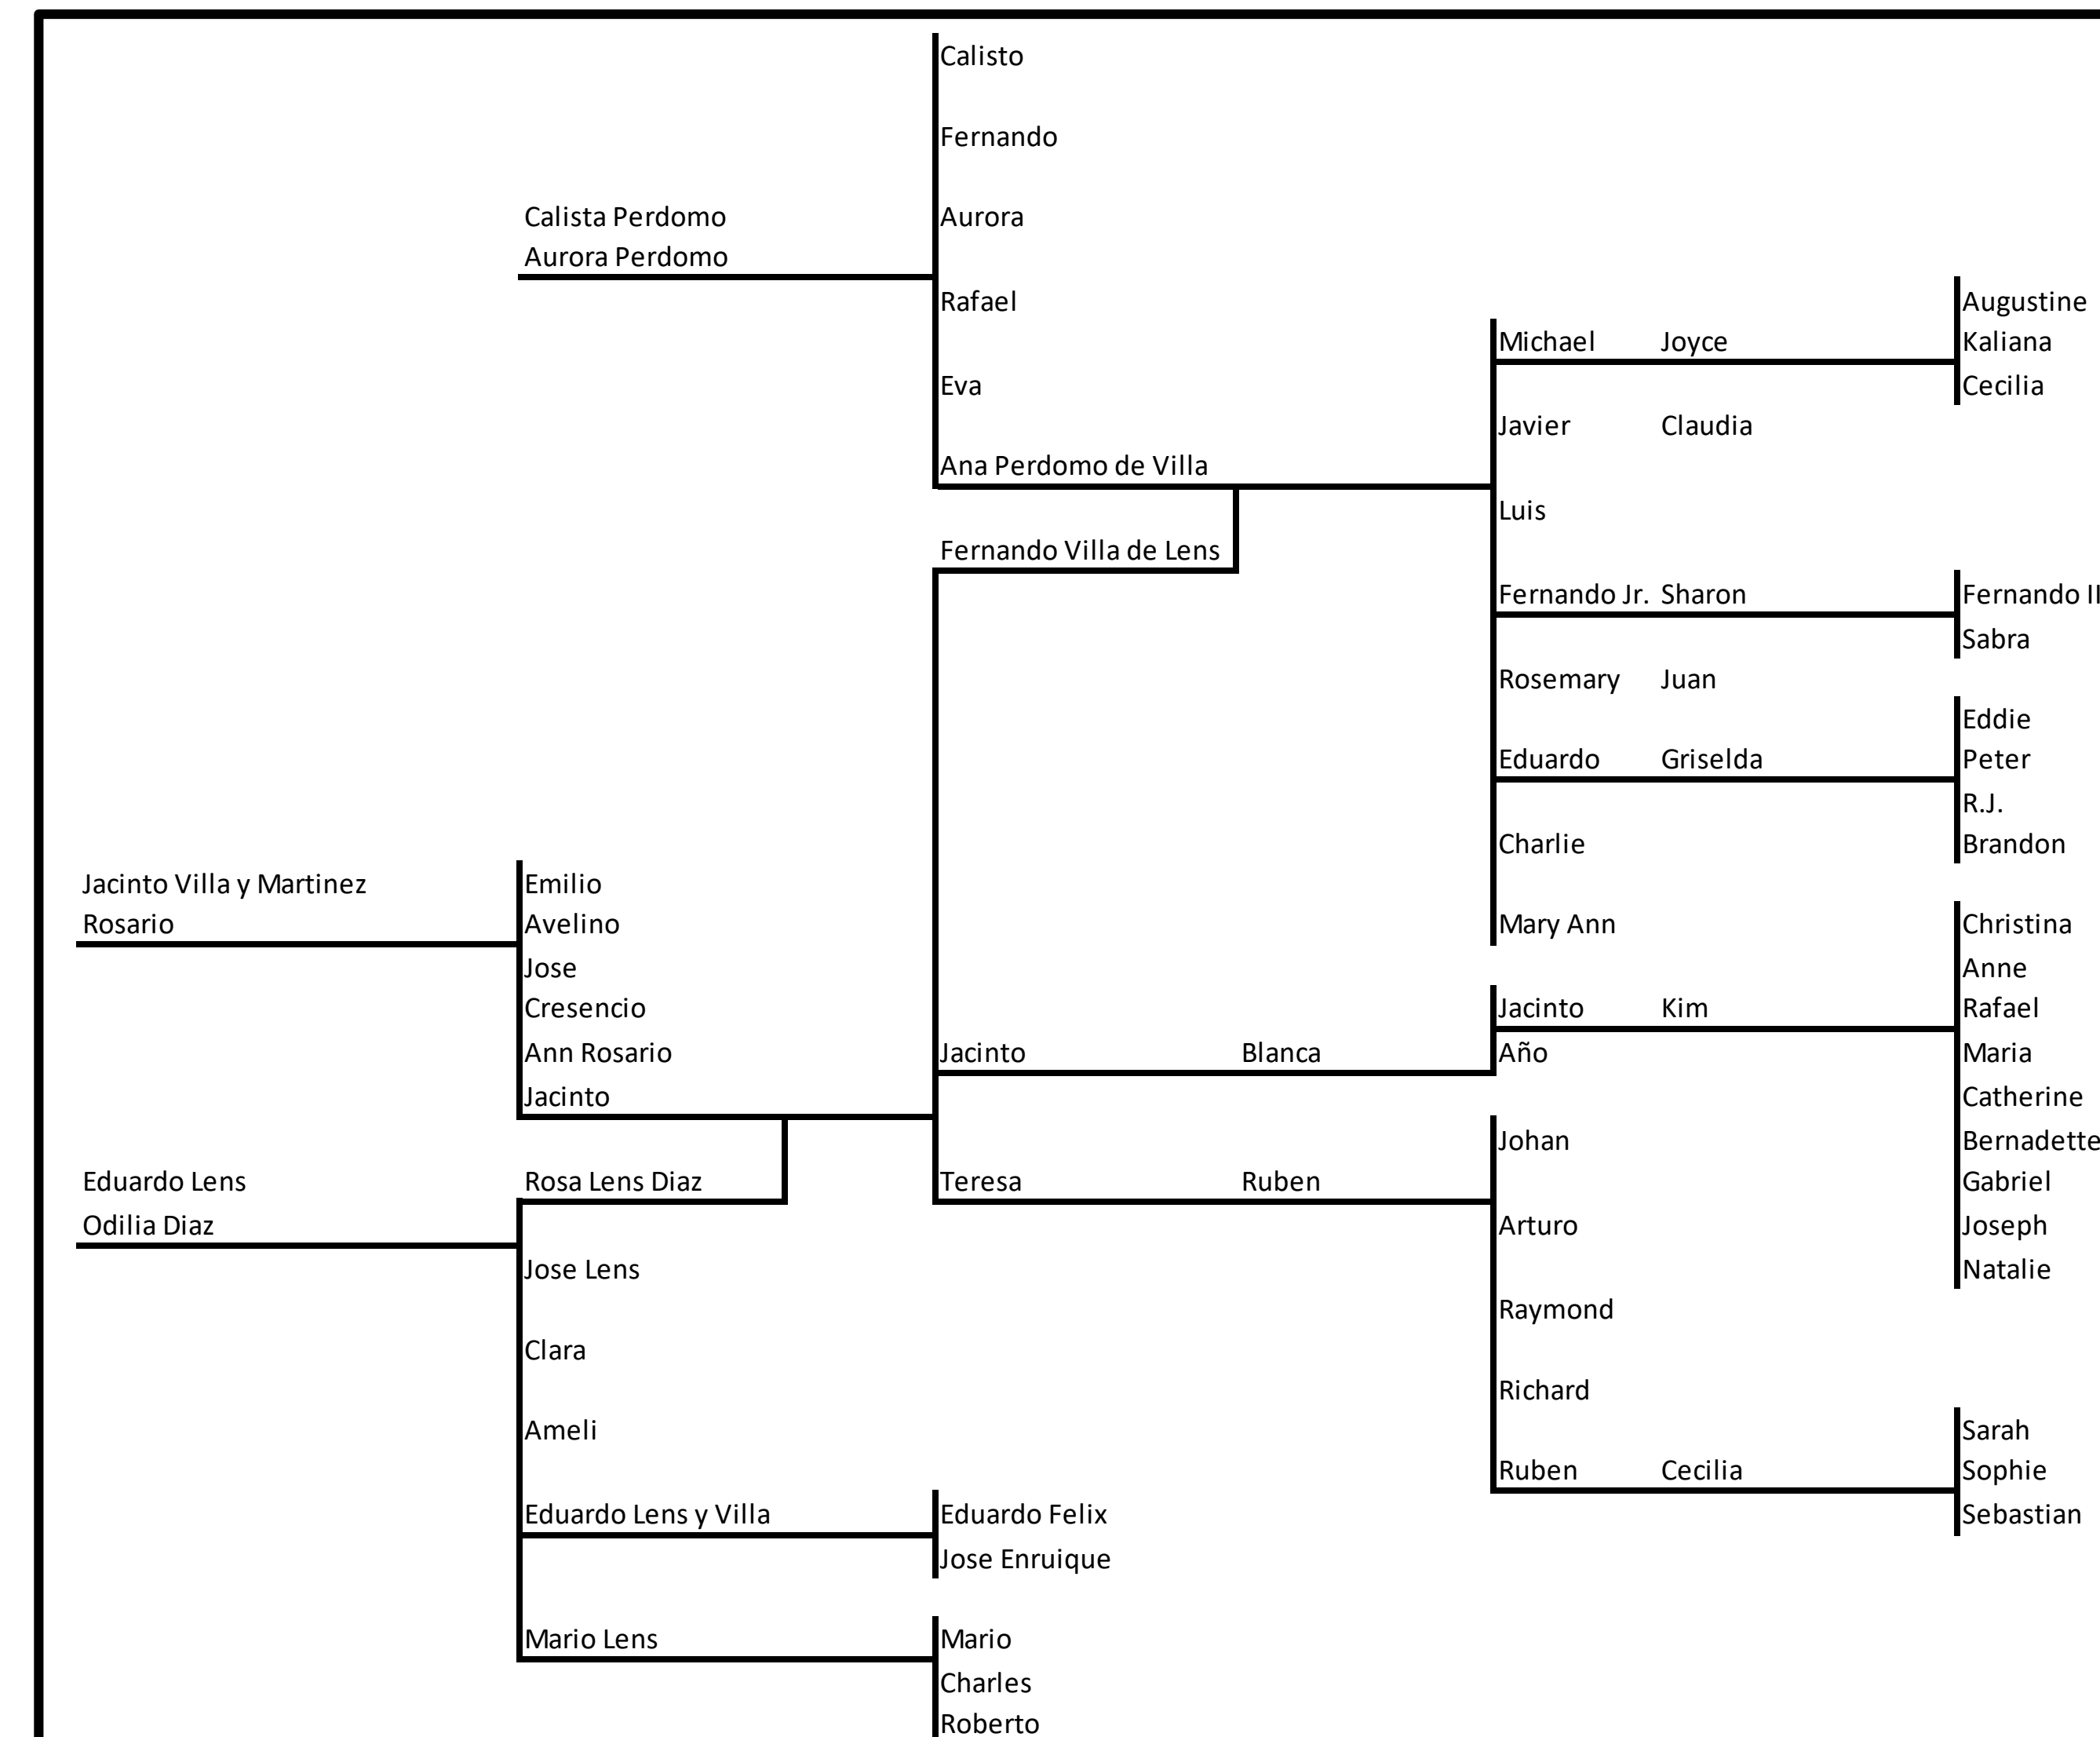 Calisto
Fernando
Calista Perdomo Aurora
Aurora Perdomo
Rafael Augustine
Michael Joyce Kaliana
Eva Cecilia
Javier Claudia
Ana Perdomo de Villa
Luis
Fernando Villa de Lens
Fernando Jr. Sharon Fernando II
Sabra
Rosemary Juan
Eddie
Eduardo Griselda Peter
R.J.
Charlie Brandon
Jacinto Villa y Martinez Emilio
Rosario Avelino Mary Ann Christina
Jose Anne
Cresencio Jacinto Kim Rafael
Ann Rosario Jacinto Blanca Año Maria
Jacinto Catherine
Johan Bernadette
Eduardo Lens Rosa Lens Diaz Teresa Ruben Gabriel
Odilia Diaz Arturo Joseph
Jose Lens Natalie
Raymond
Clara
Richard
Ameli Sarah
Ruben Cecilia Sophie
Eduardo Lens y Villa Eduardo Felix Sebastian
Jose Enruique
Mario Lens Mario
Charles
Roberto